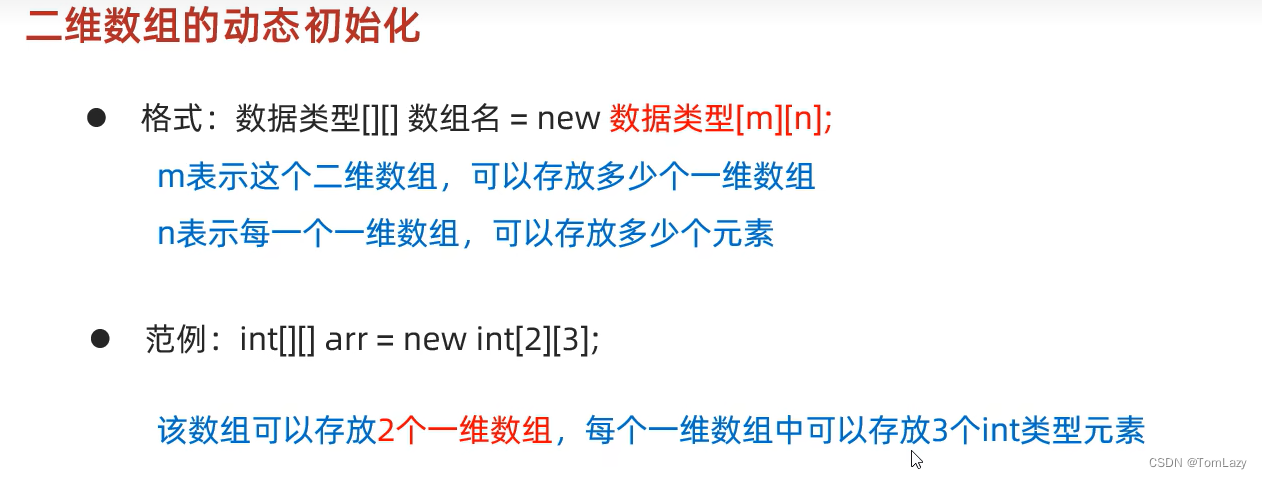 二维数组的动态初始化
● 格式：数据类型[][] 数组名 = new 数据类型[m][n];
m表示这个二维数组，可以存放多少个一维数组
n表示每一个一维数组，可以存放多少个元素
● 范例：int[][] arr = new int[2][3];
该数组可以存放2个一维数组，每个一维数组中可以存放3个int类型元素
CSDN @TomLazy